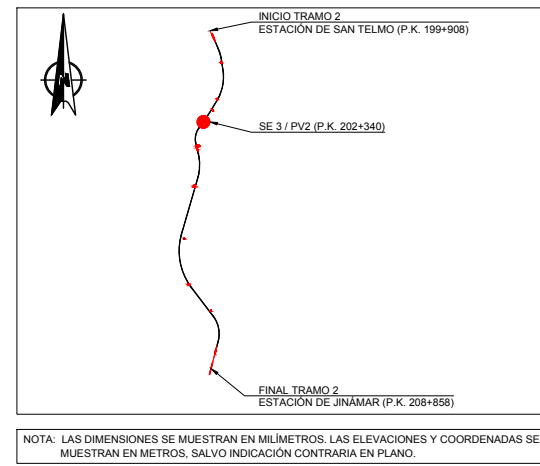 INICIO TRAMO 2
ESTACIÓN DE SAN TELMO (P.K. 199+908)
N
SE 3 / PV2 (P.K. 202+340)
FINAL TRAMO 2
ESTACIÓN DE JINÁMAR (P.K. 208+858)
NOTA: LAS DIMENSIONES SE MUESTRAN EN MILÍMETROS. LAS ELEVACIONES Y COORDENADAS SE
MUESTRAN EN METROS, SALVO INDICACIÓN CONTRARIA EN PLANO.